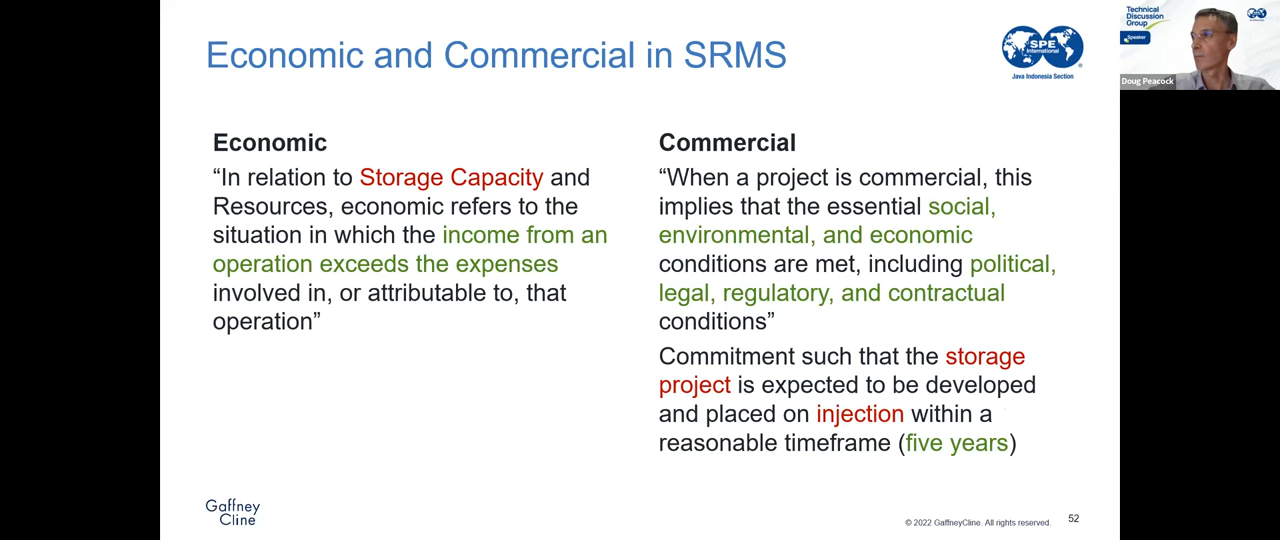 Economic and Commercial in SRMS
SPE
International
®
Java Indonesia Section
Technical
Discussion
Group
Speaker
Doug Peacock
Economic
“In relation to Storage Capacity and
Resources, economic refers to the
situation in which the income from an
operation exceeds the expenses
involved in, or attributable to, that
operation”
Commercial
“When a project is commercial, this
implies that the essential social,
environmental, and economic
conditions are met, including political,
legal, regulatory, and contractual
conditions”
Commitment such that the storage
project is expected to be developed
and placed on injection within a
reasonable timeframe (five years)
Gaffney
Cline
© 2022 GaffneyCline. All rights reserved.
52